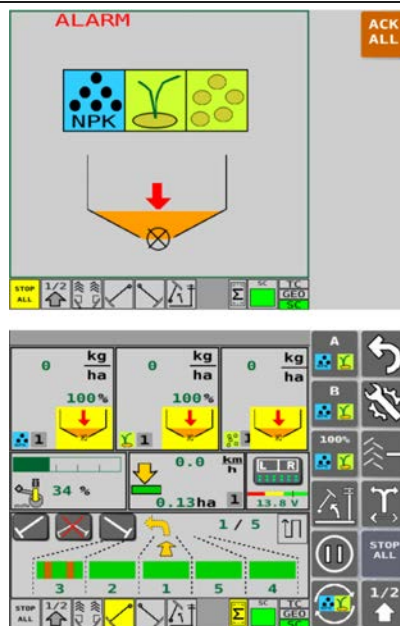 ALARM
ACK
ALL
NPK
STOP
ALL
1/2
Σ
SC
TC
GEO
SC
0 kg
ha
0 kg
ha
0 kg
ha
100%
100%
1
1
A
B
100%
34 %
0.0 km
h
0.13ha 1
L R
13.8 V
1 / 5
3 2 1 5 4
STOP
ALL
1/2
STOP
ALL
1/2
Σ
SC
TC
GEO
SC